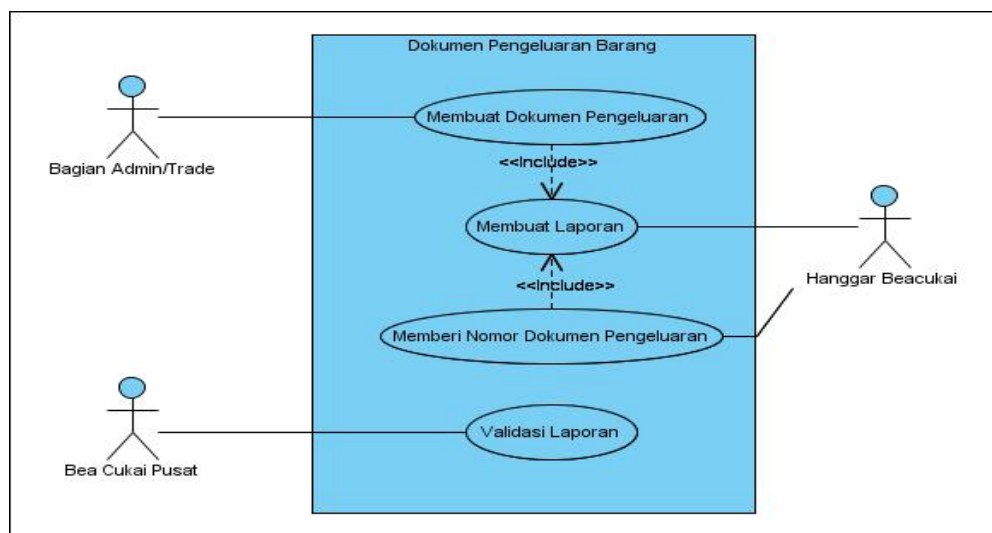 Dokumen Pengeluaran Barang
Membuat Dokumen Pengeluaran
Bagian Admin/Trade
<<Include>>
Membuat Laporan
Hanggar Beacukai
<<Include>>
Memberi Nomor Dokumen Pengeluaran
Validasi Laporan
Bea Cukai Pusat